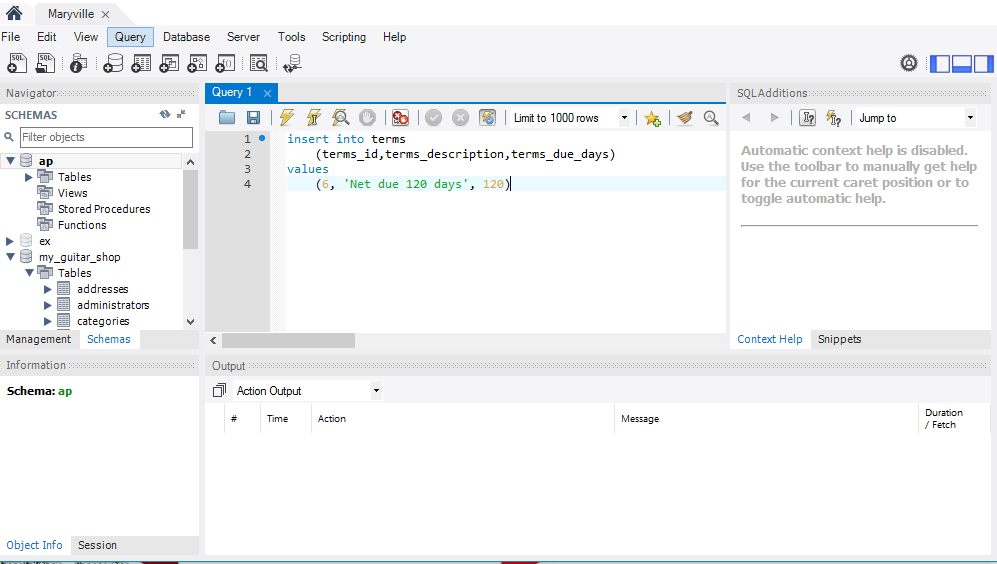 Maryville
File Edit View Query Database Server Tools Scripting Help
Navigator
SCHEMAS
Filter objects
ap
Tables
Views
Stored Procedures
Functions
ex
my_guitar_shop
Tables
addresses
administrators
categories
Management Schemas
Information
Schema: ap
Object Info Session
Query 1
Limit to 1000 rows
1 insert into terms
2 (terms_id,terms_description,terms_due_days)
3 values
4 (6, 'Net due 120 days', 120)
SQLAdditions
Jump to
Automatic context help is disabled.
Use the toolbar to manually get help
for the current caret position or to
toggle automatic help.
Context Help Snippets
Output
Action Output
# Time Action Message Duration
/ Fetch